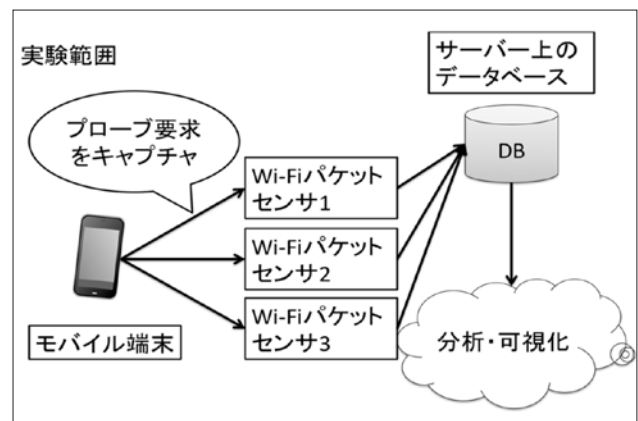 実験範囲
サーバー上の
データベース
プローブ要求
をキャプチャ
DB
Wi-Fiパケット
センサ1
Wi-Fiパケット
センサ2
Wi-Fiパケット
センサ3
モバイル端末
分析・可視化